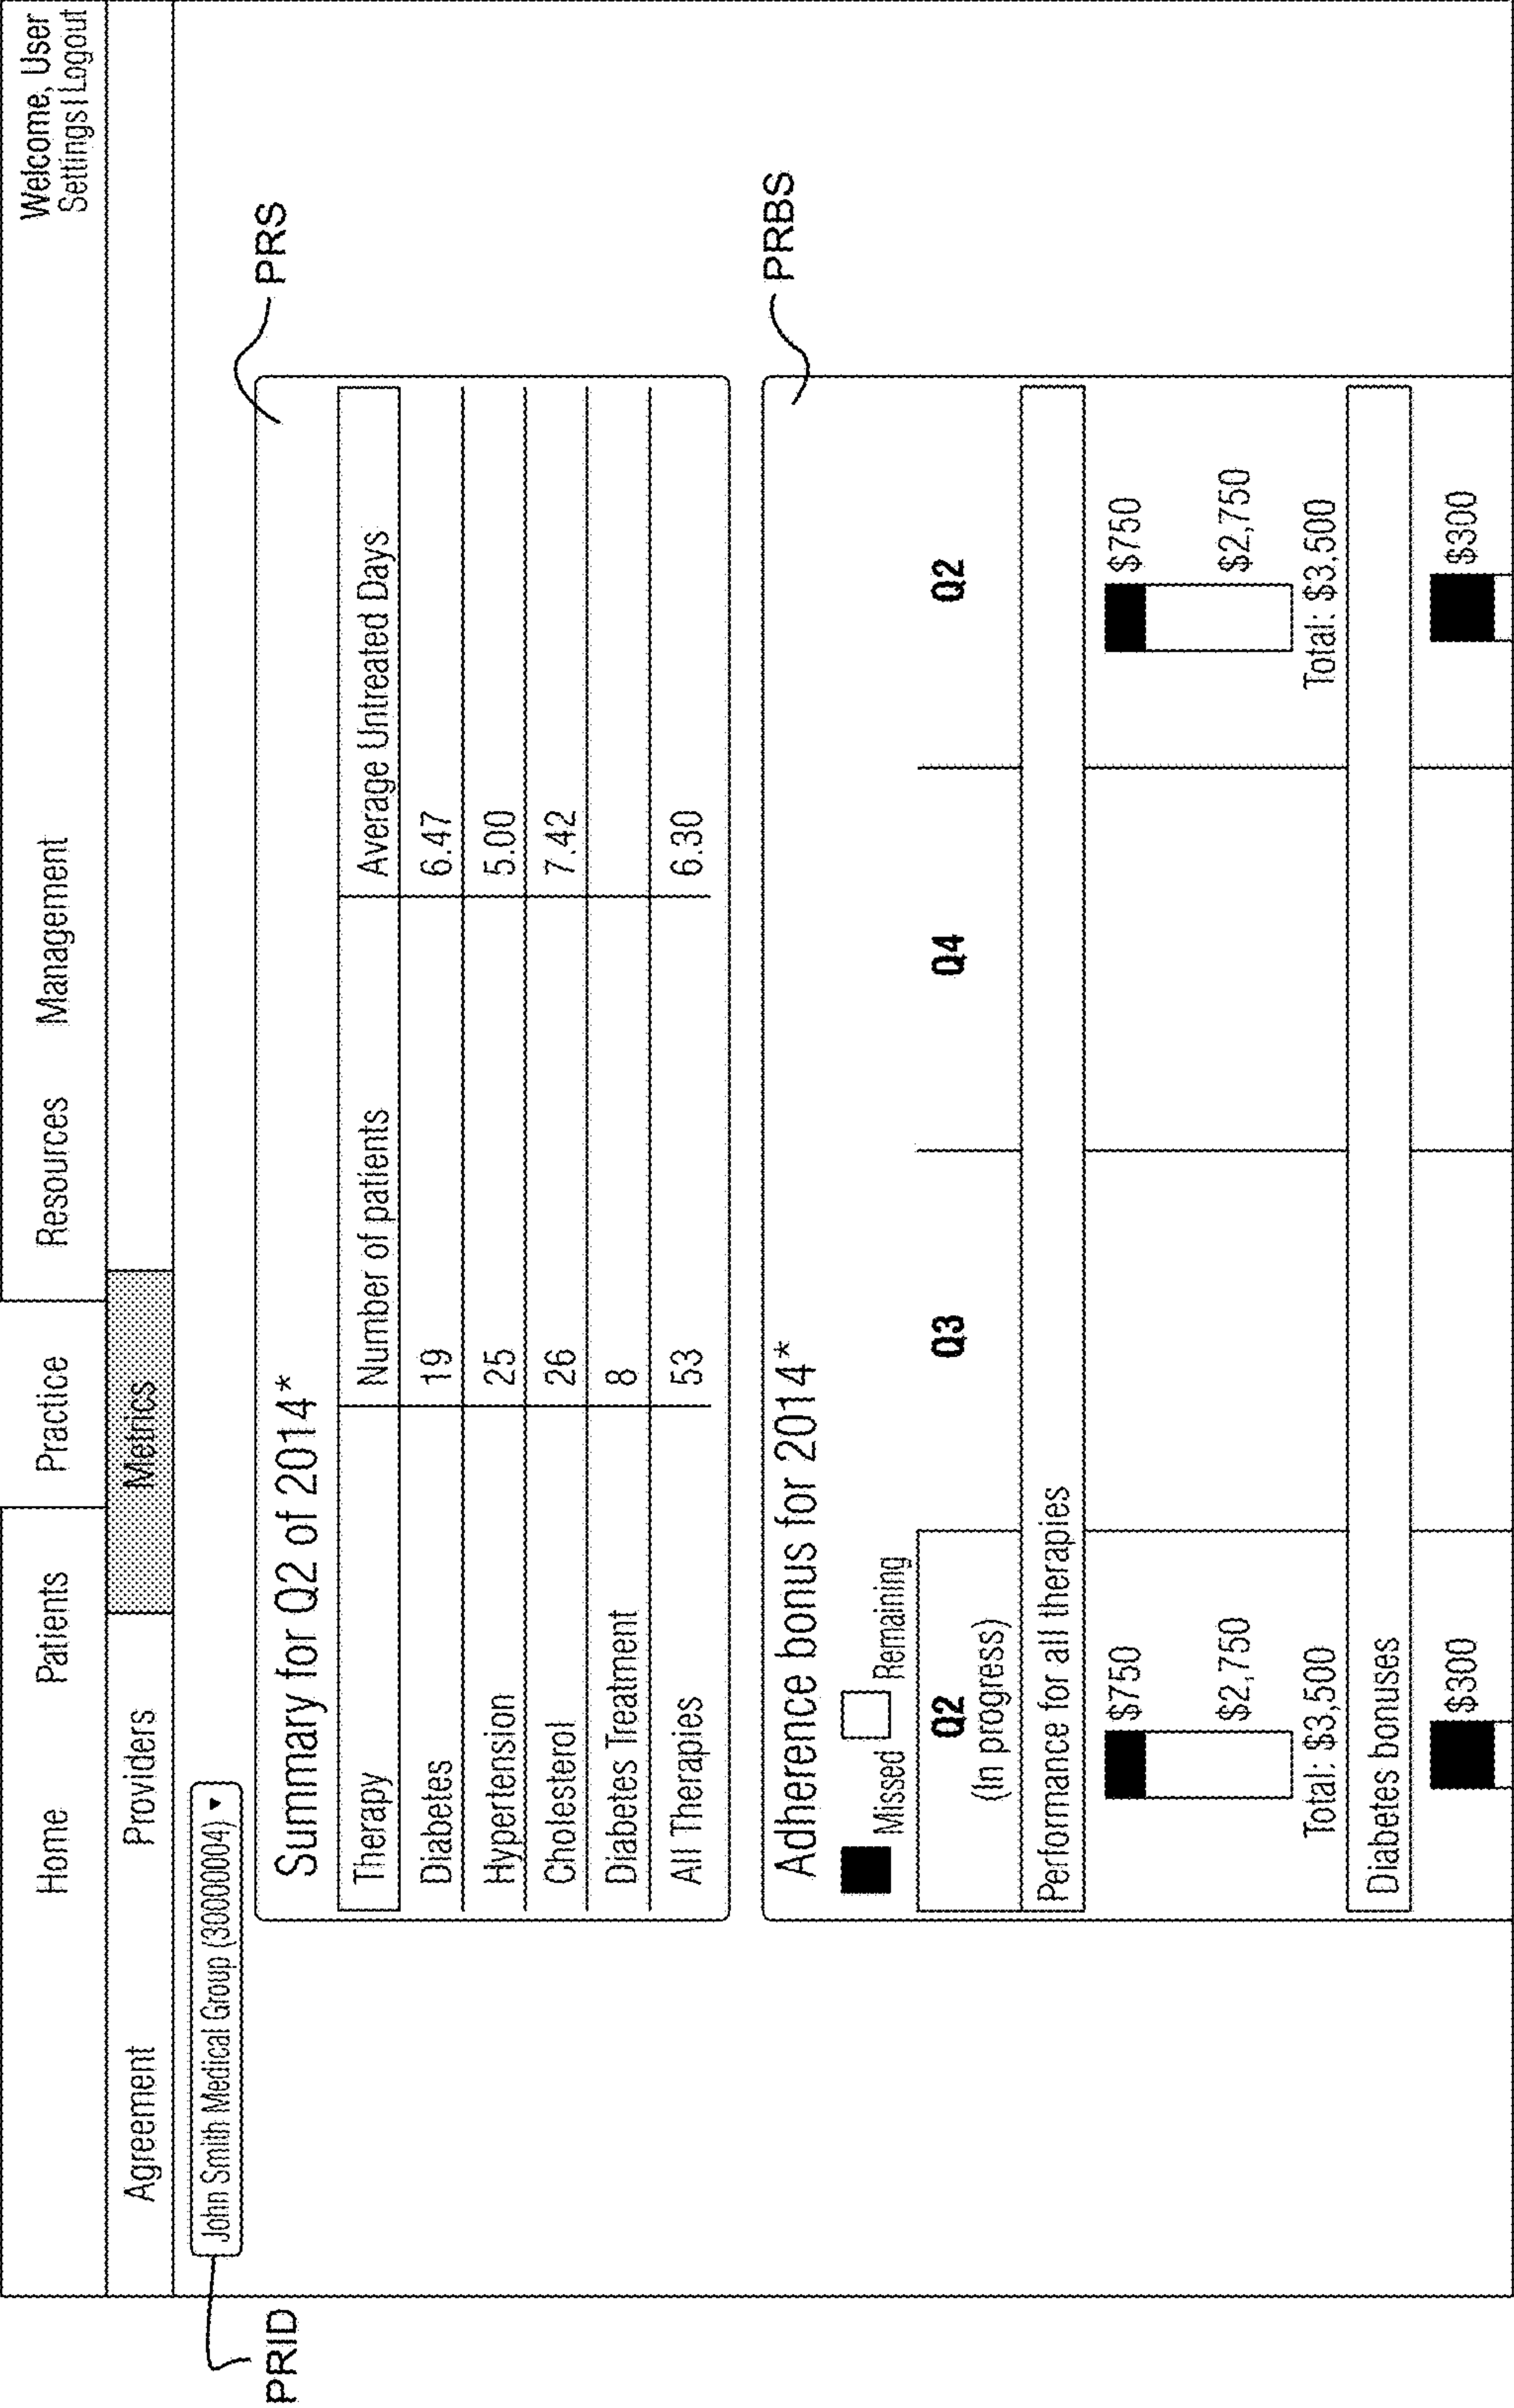 Welcome, User
Settings | Logout
Home Patients Practice Resources Management
Agreement Providers Metrics
PRID
John Smith Medical Group (30000004) ▼
PRS
Summary for Q2 of 2014*
Therapy Number of patients Average Untreated Days
Diabetes 19 6.47
Hypertension 25 5.00
Cholesterol 26 7.42
Diabetes Treatment 8
All Therapies 53 6.30
PRBS
Adherence bonus for 2014*
Missed Remaining
Q2 Q3 Q4 Q2
(In progress)
Performance for all therapies
$750 $750
$2,750 $2,750
Total: $3,500 Total: $3,500
Diabetes bonuses
$300 $300